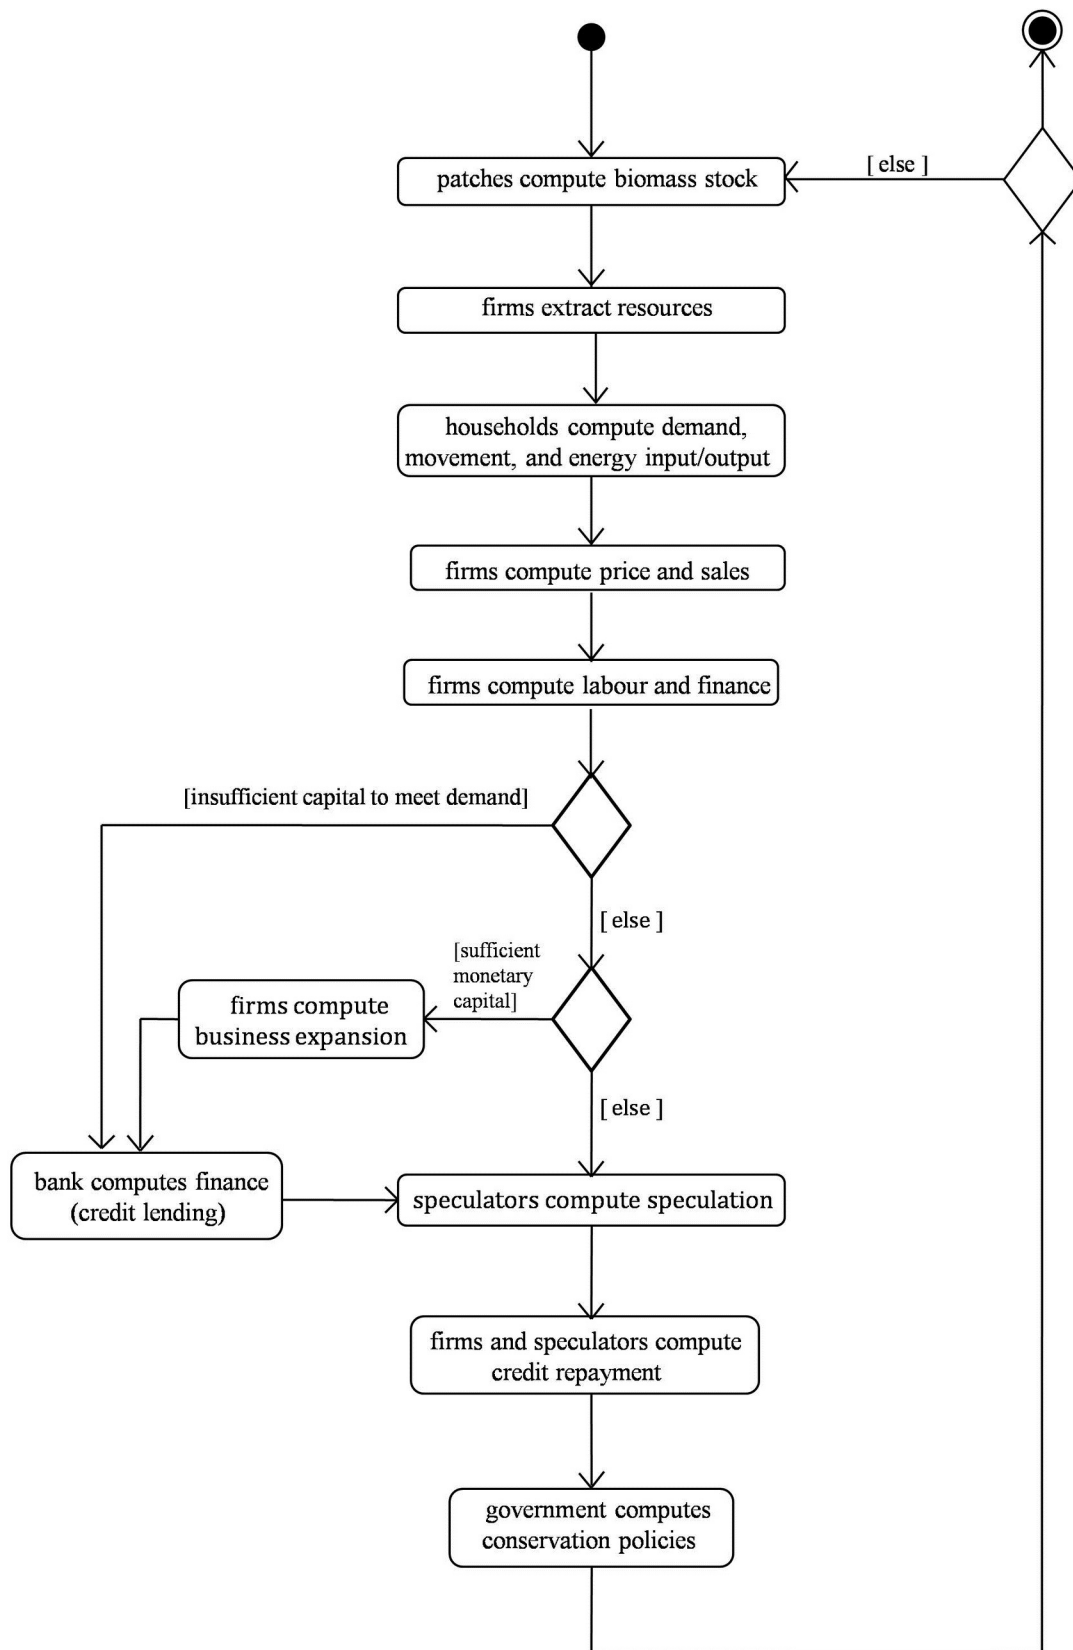 [ else ]
patches compute biomass stock
firms extract resources
households compute demand,
movement, and energy input/output
firms compute price and sales
firms compute labour and finance
[insufficient capital to meet demand]
[ else ]
[sufficient
monetary
capital]
firms compute
business expansion
[ else ]
bank computes finance
(credit lending)
speculators compute speculation
firms and speculators compute
credit repayment
government computes
conservation policies